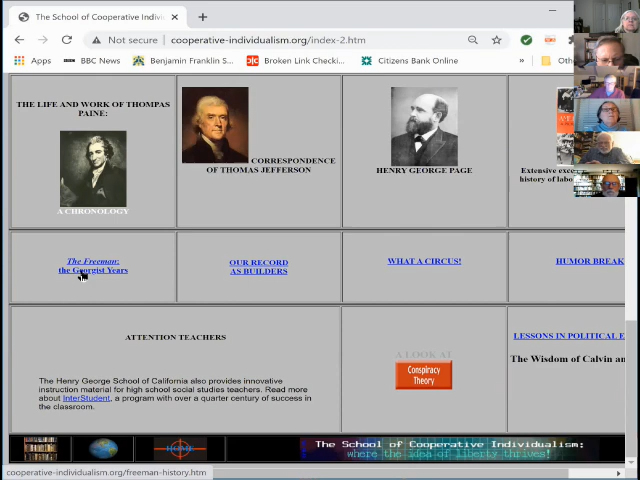 The School of Cooperative Individu
Not secure | cooperative-individualism.org/index-2.htm
Apps BBC News Benjamin Franklin S... Broken Link Checki... Citizens Bank Online » Oth
THE LIFE AND WORK OF THOMPAS
PAINE:
A CHRONOLOGY
CORRESPONDENCE
OF THOMAS JEFFERSON
HENRY GEORGE PAGE
Extensive exce
history of labo
The Freeman:
the Georgist Years
OUR RECORD
AS BUILDERS
WHAT A CIRCUS!
HUMOR BREAK
ATTENTION TEACHERS
The Henry George School of California also provides innovative
instruction material for high school social studies teachers. Read more
about InterStudent, a program with over a quarter century of success in
the classroom.
A LOOK AT
Conspiracy
Theory
LESSONS IN POLITICAL E
The Wisdom of Calvin an
HOME
The School of Cooperative Individualism:
where the idea of liberty thrives!
cooperative-individualism.org/freeman-history.htm